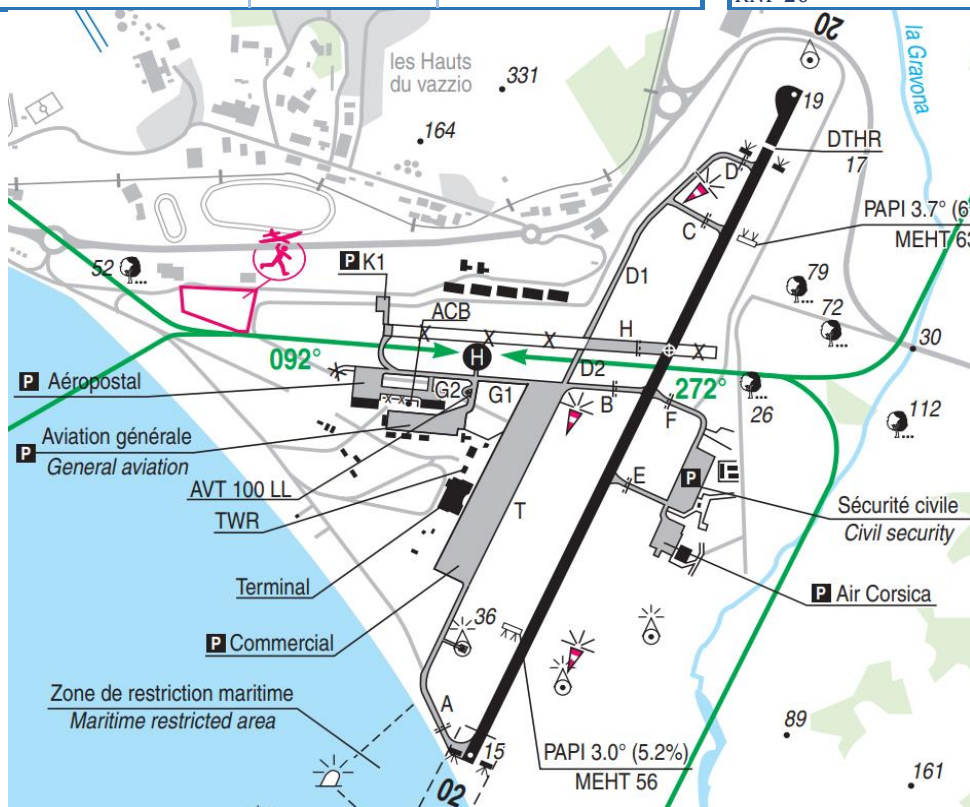 20
les Hauts
du vazzio
331
164
la Gravona
19
DTHR
17
D
PAPI 3.7° (6
MEHT 63
C
52
P K1
D1
79
72
ACB
X
X
X
H
X
30
092°
H
D2
272°
P Aéropostal
G2
G1
B
F
26
112
X-X
Aviation générale
P General aviation
P
E
AVT 100 LL
TWR
T
Sécurité civile
Civil security
Terminal
P Air Corsica
36
P Commercial
Zone de restriction maritime
Maritime restricted area
A
89
15
PAPI 3.0° (5.2%)
MEHT 56
161
02